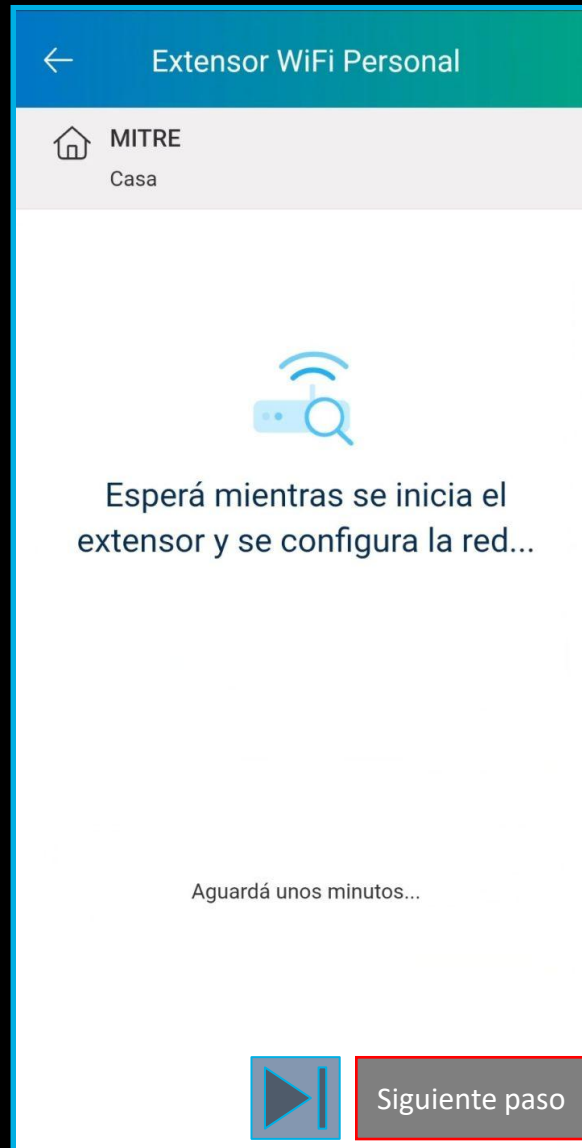 Extensor WiFi Personal
MITRE
Casa
Esperá mientras se inicia el
extensor y se configura la red...
Aguardá unos minutos...
Siguiente paso